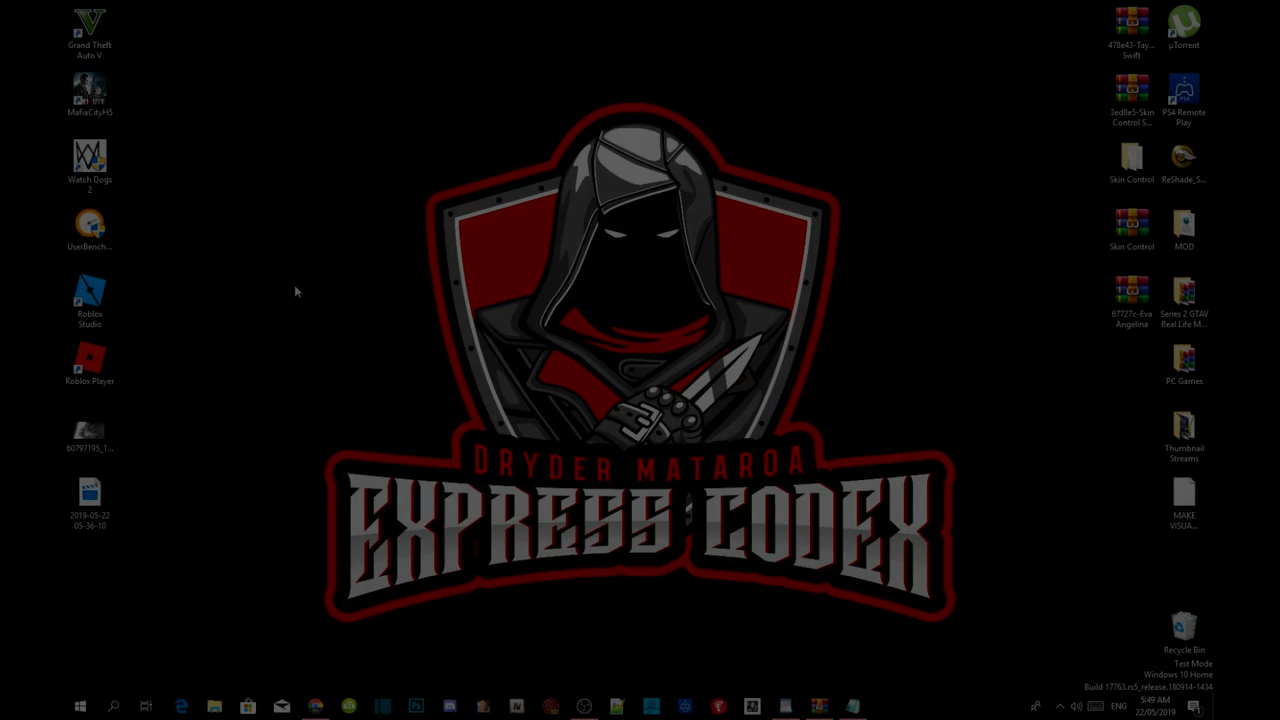 Grand Theft
Auto V
MafiaCityH5
Watch Dogs
2
UserBench...
Roblox
Studio
Roblox Player
60797195_1...
2019-05-22
05-36-10
DRYDER MATAROA
EXPRESS CODEX
478e43-Tay...
Swift
µTorrent
3ed8e5-Skin
Control S...
PS4 Remote
Play
Skin Control
ReShade_S...
Skin Control
MOD
67727c-Eva
Angelina
Series 2 GTAV
Real Life M...
PC Games
Thumbnail
Streams
MAKE
VISUA...
Recycle Bin
Test Mode
Windows 10 Home
Build 17763.rs5_release.180914-1434
ENG
5:49 AM
22/05/2019